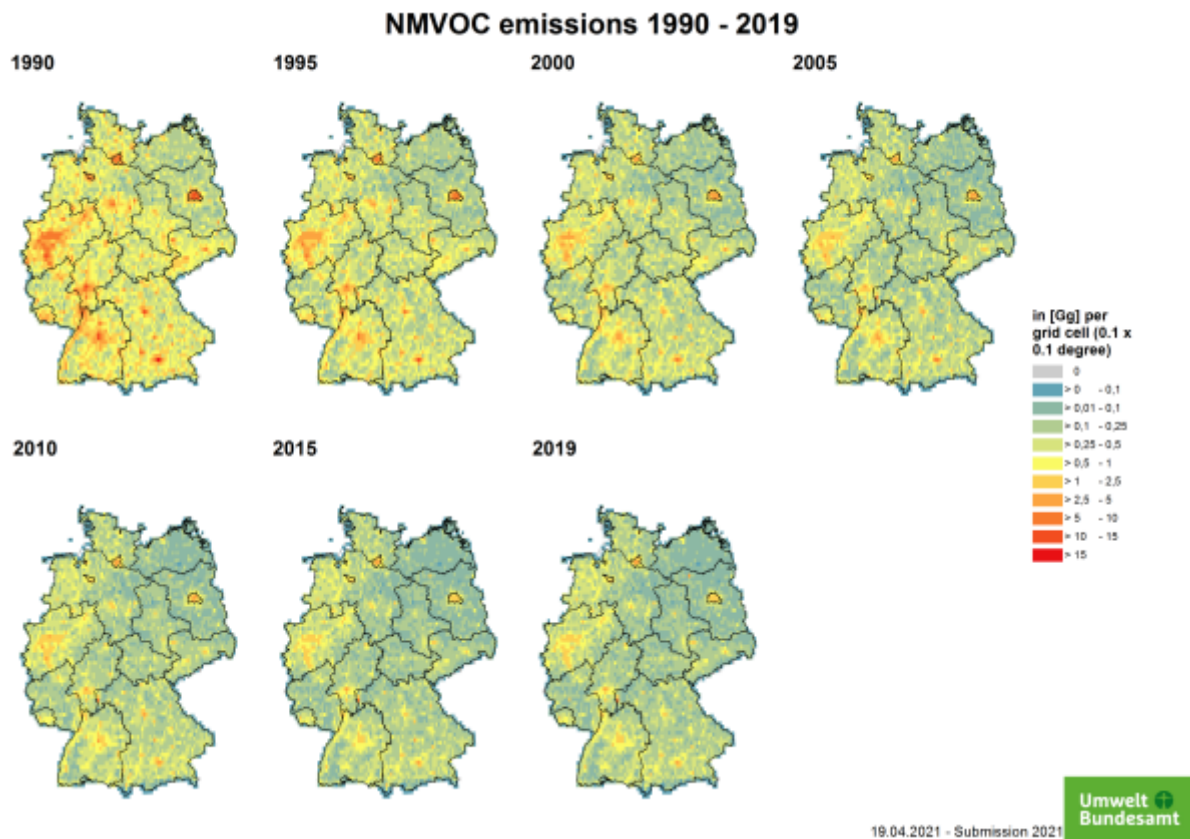 NMVOC emissions 1990 - 2019
1990
1995
2000
2005
in [Gg] per
grid cell (0.1 x
0.1 degree)
0
> 0 - 0,1
> 0,01 - 0,1
> 0,1 - 0,25
> 0,25 - 0,5
> 0,5 - 1
> 1 - 2,5
> 2,5 - 5
> 5 - 10
> 10 - 15
> 15
2010
2015
2019
Umwelt
Bundesamt
19.04.2021 - Submission 2021